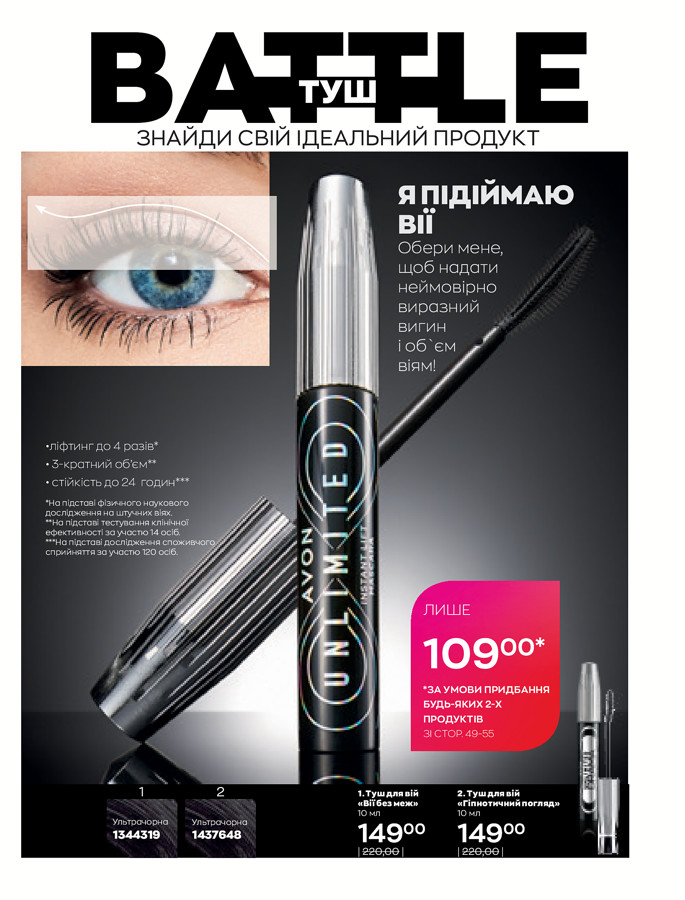 BATTLE
ТУШ
ЗНАЙДИ СВІЙ ІДЕАЛЬНИЙ ПРОДУКТ
Я ПІДІЙМАЮ
ВІЇ
Обери мене,
щоб надати
неймовірно
виразний
вигин
і об`єм
віям!
•ліфтинг до 4 разів*
• 3-кратний об'єм**
• стійкість до 24 годин***
*На підставі фізичного наукового
дослідження на штучних віях.
**На підставі тестування клінічної
ефективності за участю 14 осіб.
***На підставі дослідження споживчого
сприйняття за участю 120 осіб.
AVON
UNLIMITED
INSTANT LIFT
MASCARA
ЛИШЕ
109⁰⁰*
*ЗА УМОВИ ПРИДБАННЯ
БУДЬ-ЯКИХ 2-Х
ПРОДУКТІВ
ЗІ СТОР. 49-55
1
Ультрачорна
1344319
2
Ультрачорна
1437648
1. Туш для вій
«Вії без меж»
10 мл
149⁰⁰
| 220,00 |
2. Туш для вій
«Гіпнотичний погляд»
10 мл
149⁰⁰
| 220,00 |